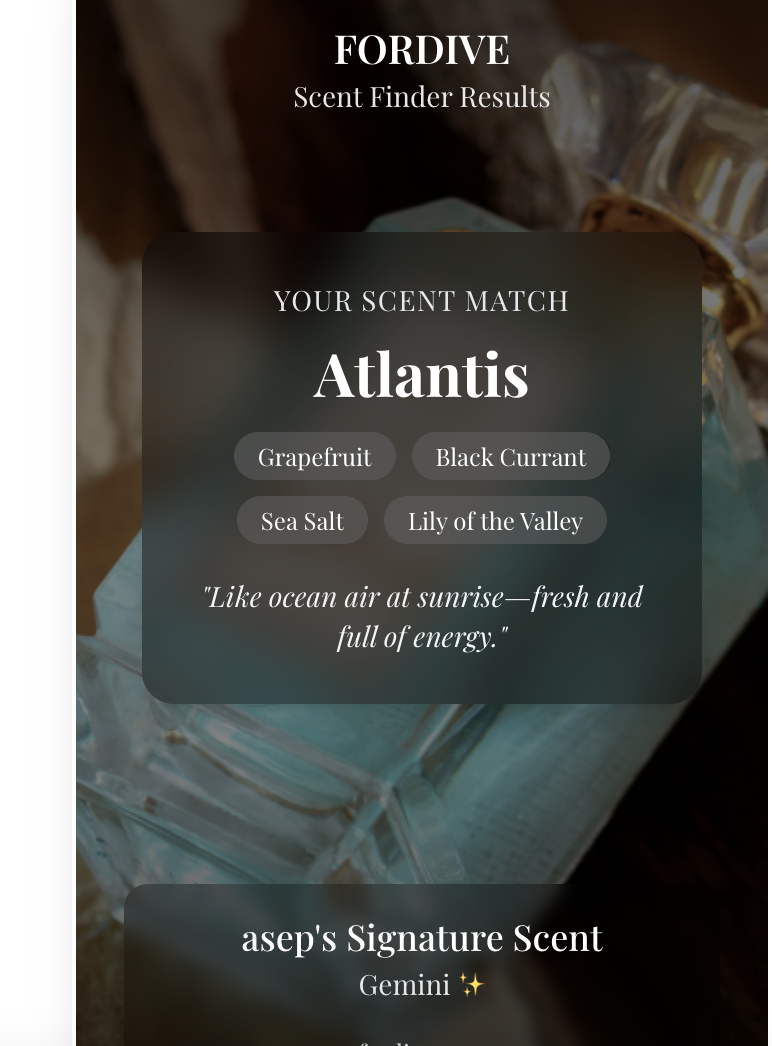 FORDIVE
Scent Finder Results
YOUR SCENT MATCH
Atlantis
Grapefruit
Black Currant
Sea Salt
Lily of the Valley
"Like ocean air at sunrise—fresh and
full of energy."
asep's Signature Scent
Gemini ✨